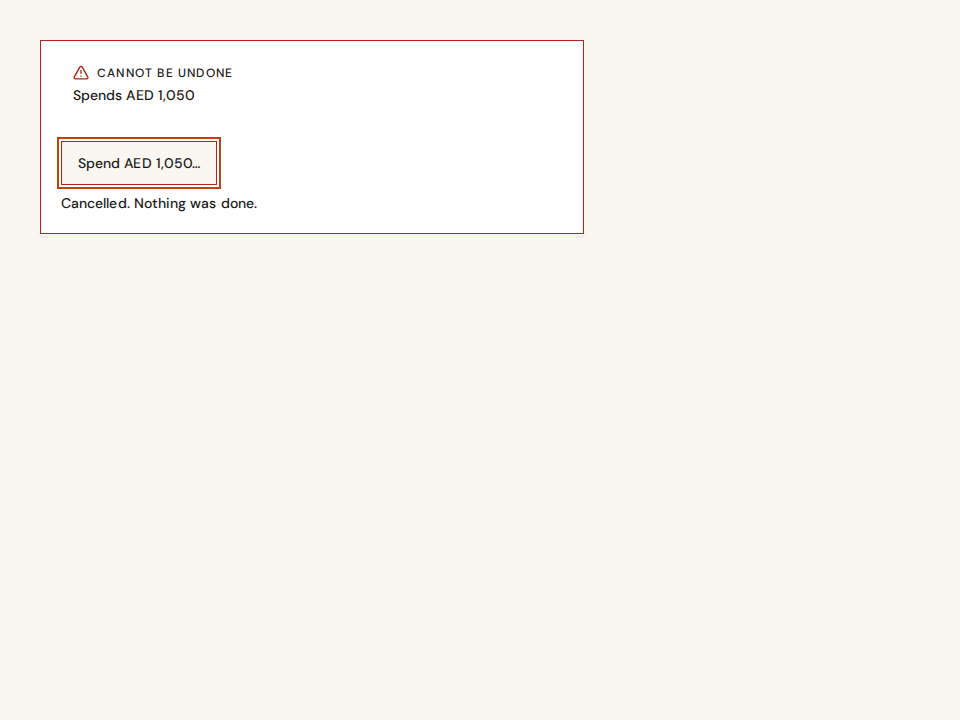 CANNOT BE UNDONE
Spends AED 1,050
Spend AED 1,050…
Cancelled. Nothing was done.